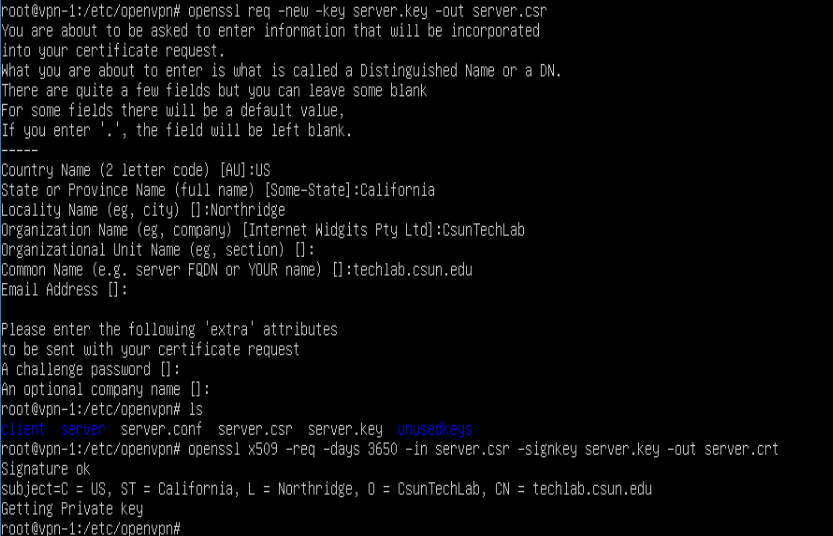 root@vpn-1:/etc/openvpn# openssl req -new -key server.key -out server.csr
You are about to be asked to enter information that will be incorporated
into your certificate request.
What you are about to enter is what is called a Distinguished Name or a DN.
There are quite a few fields but you can leave some blank
For some fields there will be a default value,
If you enter '.', the field will be left blank.
-----
Country Name (2 letter code) [AU]:US
State or Province Name (full name) [Some-State]:California
Locality Name (eg, city) []:Northridge
Organization Name (eg, company) [Internet Widgits Pty Ltd]:CsunTechLab
Organizational Unit Name (eg, section) []:
Common Name (e.g. server FQDN or YOUR name) []:techlab.csun.edu
Email Address []:
Please enter the following 'extra' attributes
to be sent with your certificate request
A challenge password []:
An optional company name []:
root@vpn-1:/etc/openvpn# ls
client server server.conf server.csr server.key unusedkeys
root@vpn-1:/etc/openvpn# openssl x509 -req -days 3650 -in server.csr -signkey server.key -out server.crt
Signature ok
subject=C = US, ST = California, L = Northridge, O = CsunTechLab, CN = techlab.csun.edu
Getting Private key
root@vpn-1:/etc/openvpn#